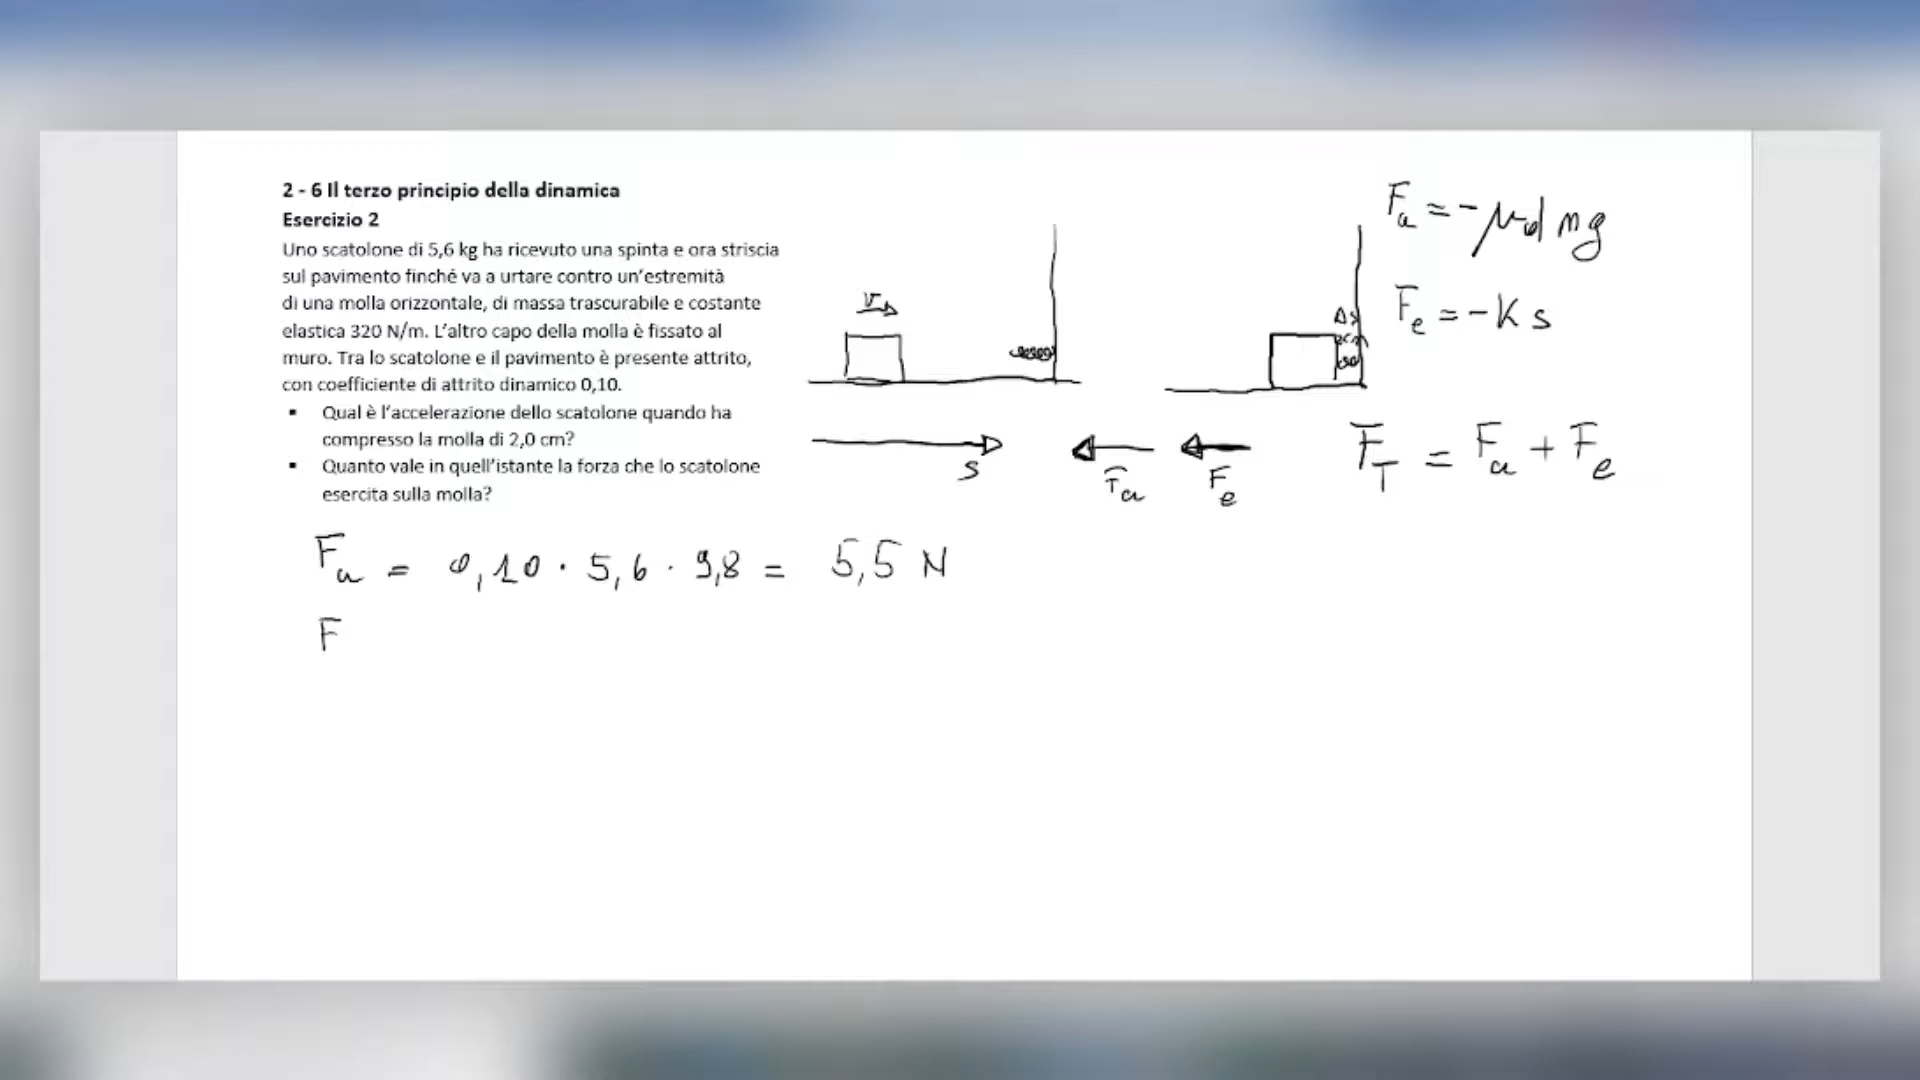 2 - 6 Il terzo principio della dinamica
Esercizio 2
Uno scatolone di 5,6 kg ha ricevuto una spinta e ora striscia
sul pavimento finché va a urtare contro un'estremità
di una molla orizzontale, di massa trascurabile e costante
elastica 320 N/m. L'altro capo della molla è fissato al
muro. Tra lo scatolone e il pavimento è presente attrito,
con coefficiente di attrito dinamico 0,10.
▪ Qual è l'accelerazione dello scatolone quando ha
compresso la molla di 2,0 cm?
▪ Quanto vale in quell'istante la forza che lo scatolone
esercita sulla molla?
v
Δs
s
Fa
Fe
Fa = -μd mg
Fe = -K s
FT = Fa + Fe
Fa = 0,10 · 5,6 · 9,8 = 5,5 N
F